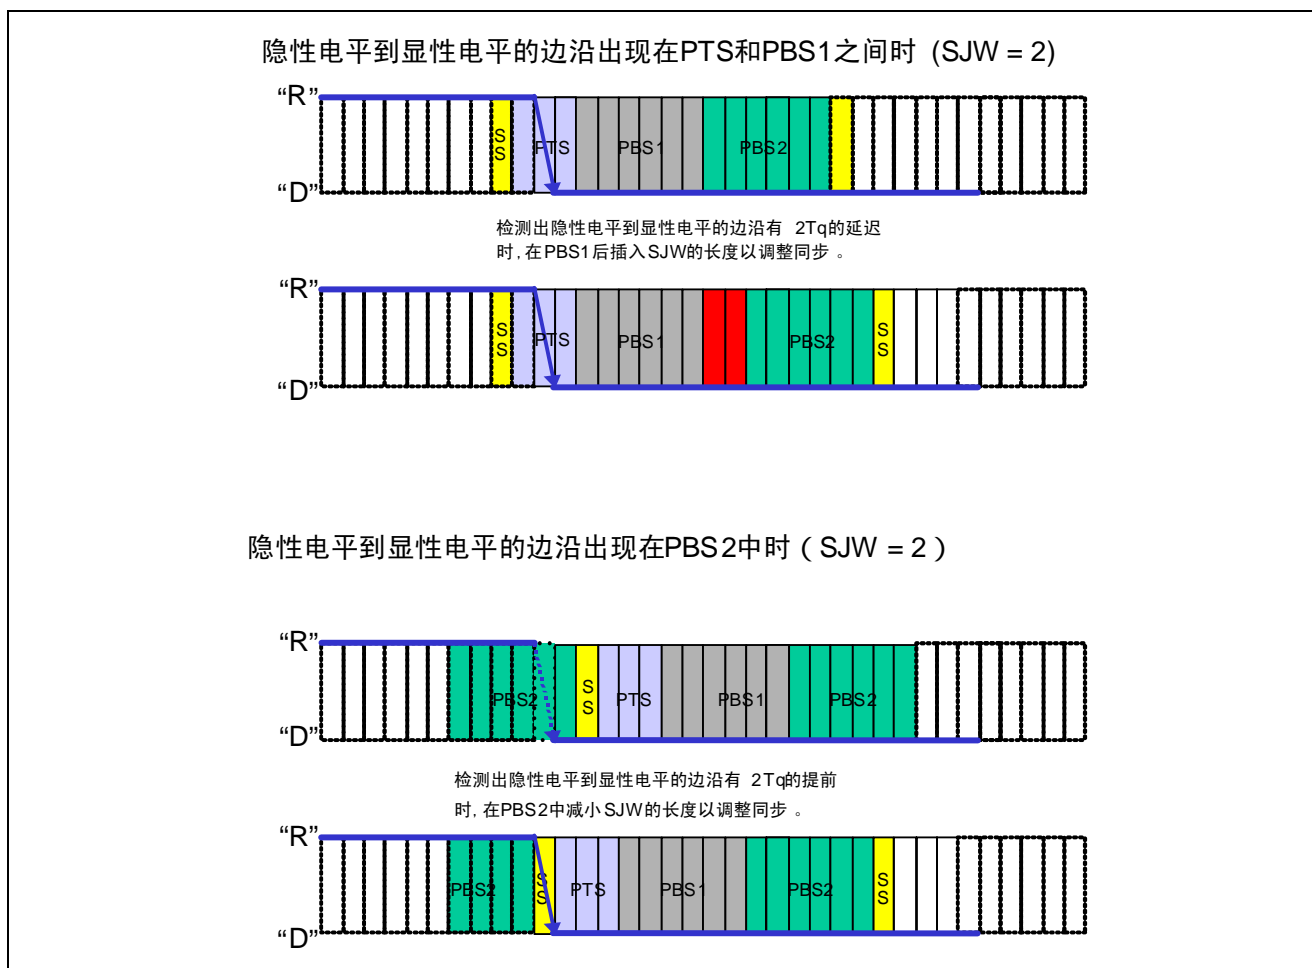 隐性电平到显性电平的边沿出现在PTS和PBS1之间时 (SJW = 2)
“R”
SS PTS PBS1 PBS2
“D”
检测出隐性电平到显性电平的边沿有 2Tq的延迟
时,在PBS1后插入SJW的长度以调整同步 。
“R”
SS PTS PBS1 PBS2 SS
“D”
隐性电平到显性电平的边沿出现在PBS2中时 ( SJW = 2 )
“R”
PBS2 SS PTS PBS1 PBS2
“D”
检测出隐性电平到显性电平的边沿有 2Tq的提前
时,在PBS2中减小SJW的长度以调整同步 。
“R”
PBS2 SS PTS PBS1 PBS2 SS
“D”